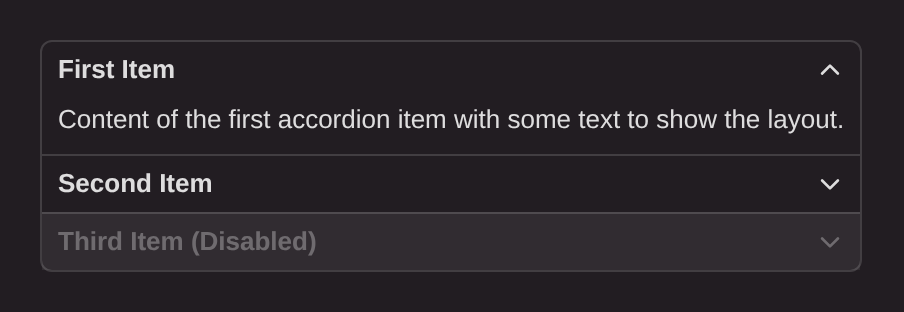 First Item
Content of the first accordion item with some text to show the layout.
Second Item
Third Item (Disabled)